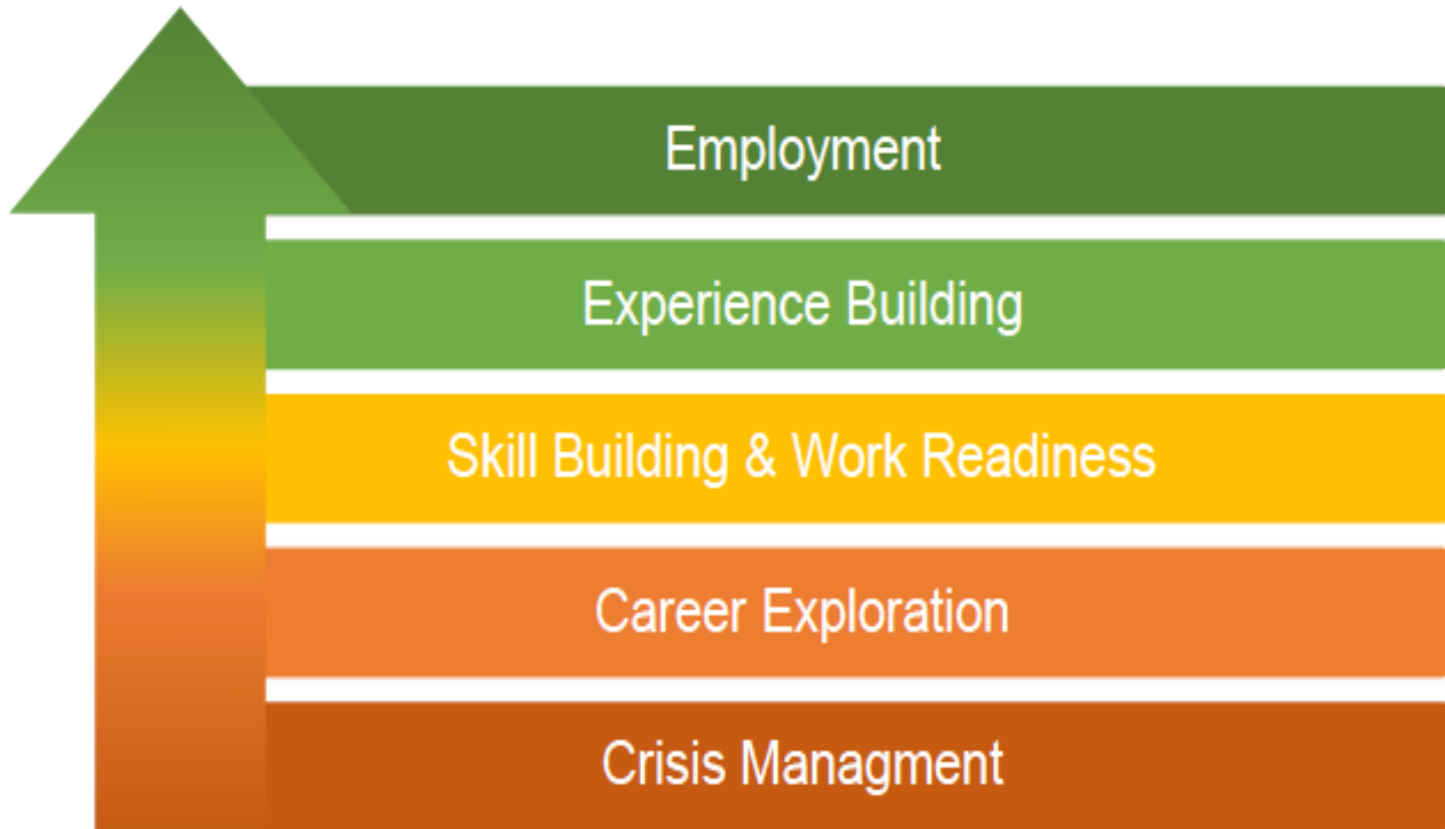 Employment
Experience Building
Skill Building & Work Readiness
Career Exploration
Crisis Managment